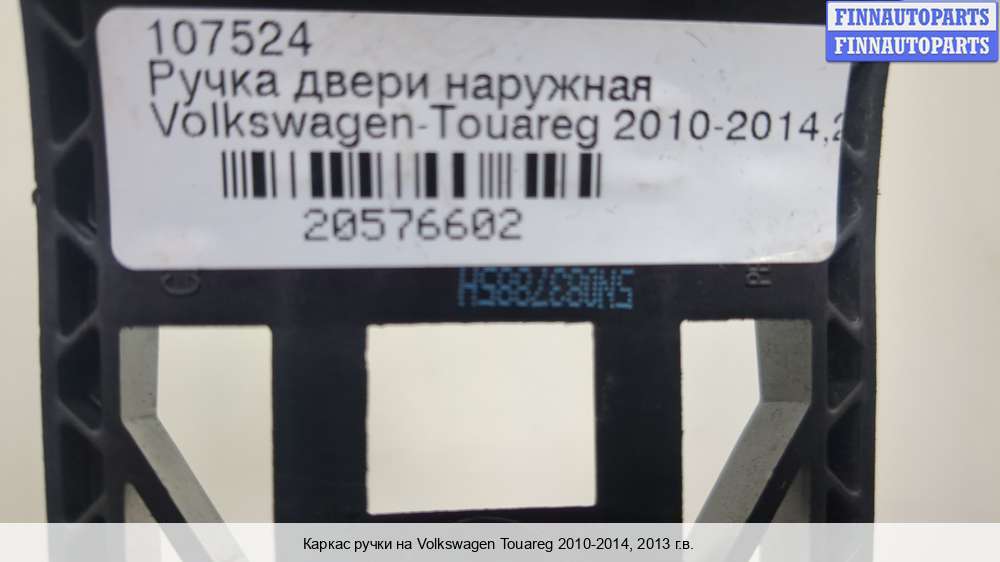 FINNAUTOPARTS
FINNAUTOPARTS
107524
Ручка двери наружная
Volkswagen-Touareg 2010-2014,2
20576602
5N0837885H
Каркас ручки на Volkswagen Touareg 2010-2014, 2013 г.в.